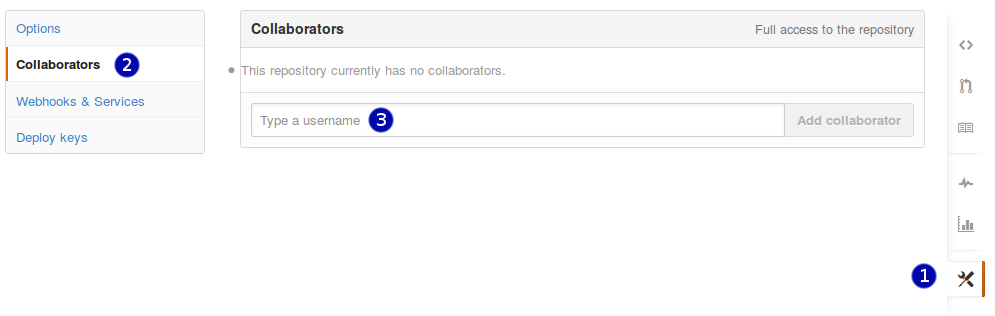 Options
Collaborators 2
Webhooks & Services
Deploy keys
Collaborators Full access to the repository
This repository currently has no collaborators.
Type a username 3 Add collaborator
1